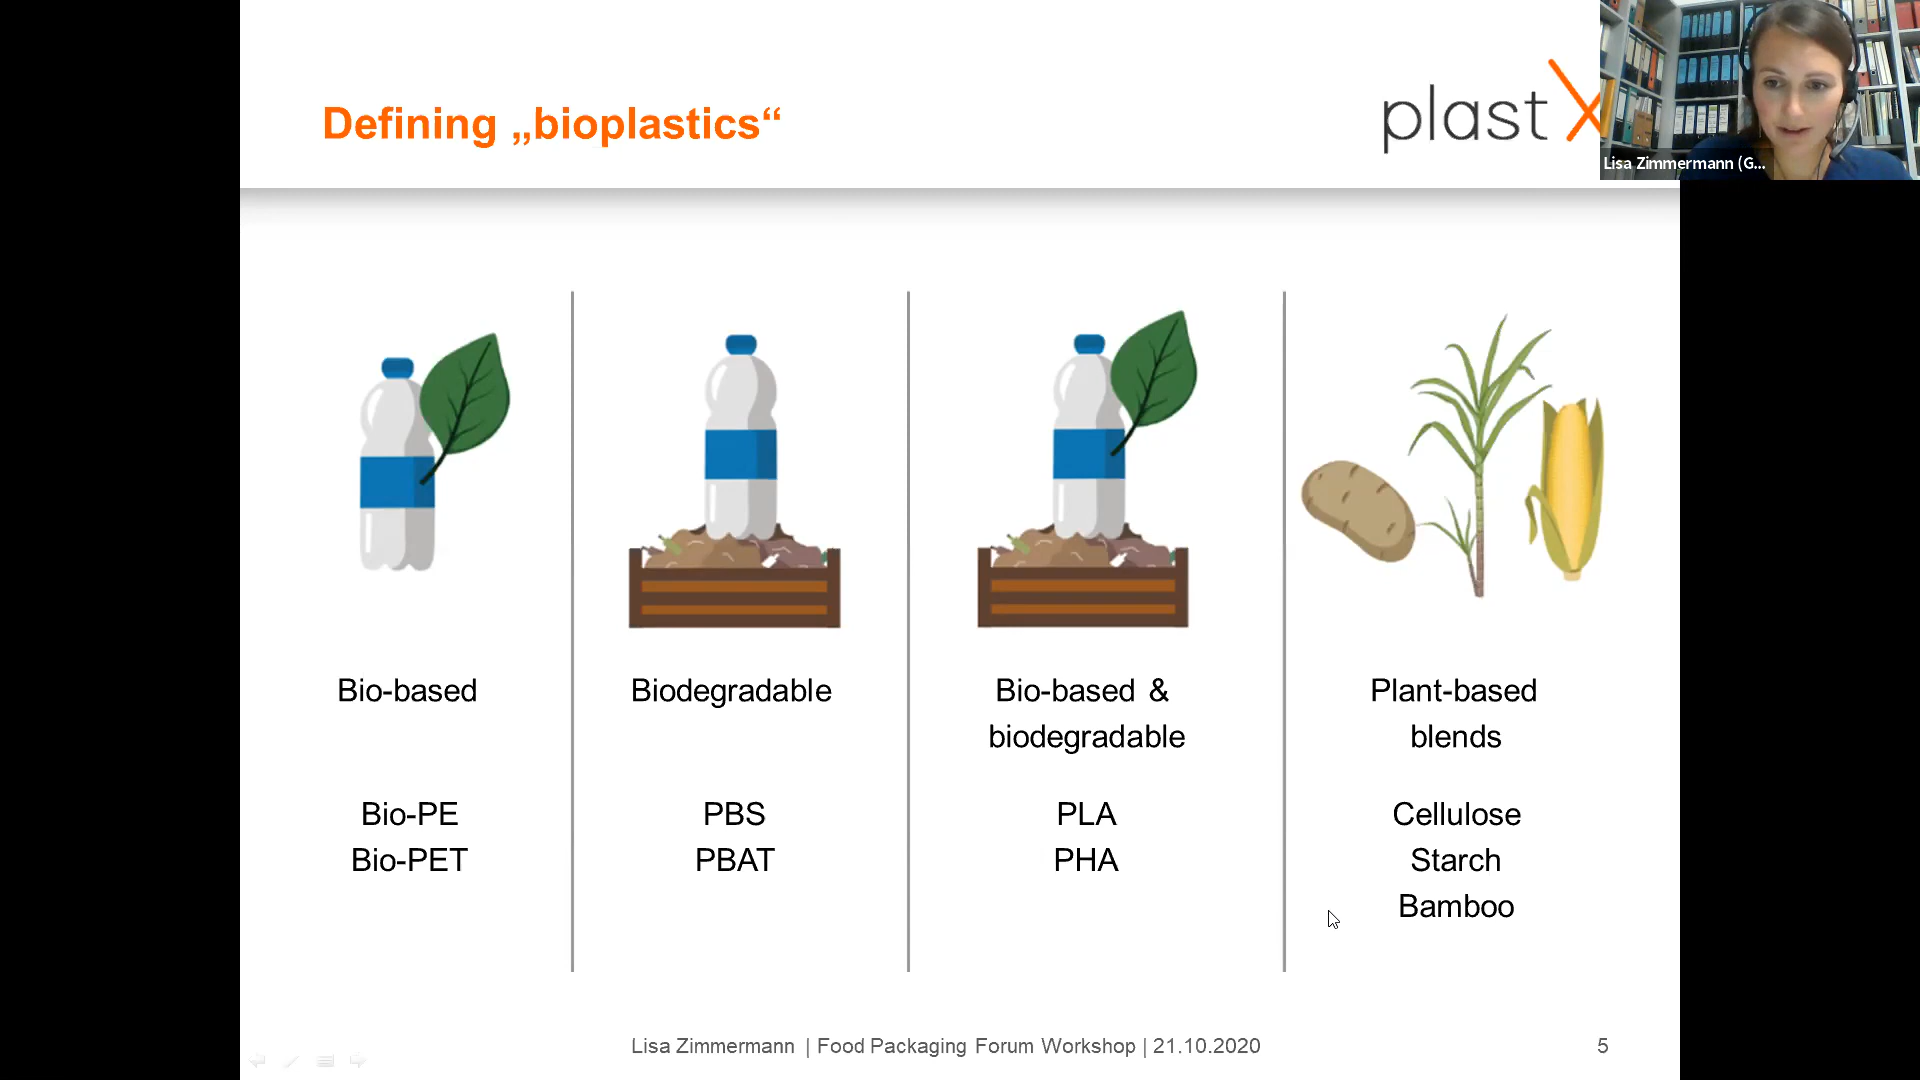 Defining „bioplastics“
plast X
Lisa Zimmermann (G...
Bio-based
Biodegradable
Bio-based &
biodegradable
Plant-based
blends
Bio-PE
Bio-PET
PBS
PBAT
PLA
PHA
Cellulose
Starch
Bamboo
Lisa Zimmermann | Food Packaging Forum Workshop | 21.10.2020
5